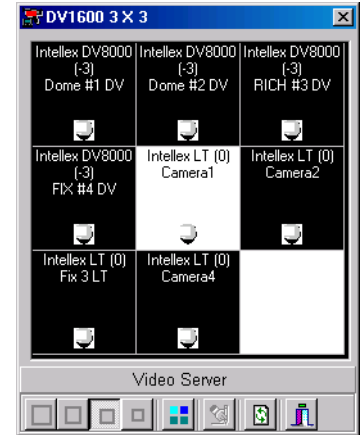 DV1600 3 X 3
Intellex DV8000
(-3)
Dome #1 DV
Intellex DV8000
(-3)
Dome #2 DV
Intellex DV8000
(-3)
RICH #3 DV
Intellex DV8000
(-3)
FIX #4 DV
Intellex LT (0)
Camera1
Intellex LT (0)
Camera2
Intellex LT (0)
Fix 3 LT
Intellex LT (0)
Camera4
Video Server